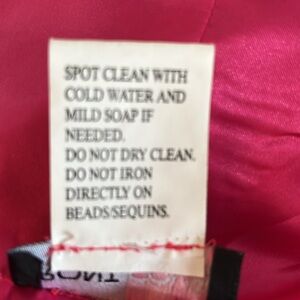 SPOT CLEAN WITH
COLD WATER AND
MILD SOAP IF
NEEDED.
DO NOT DRY CLEAN.
DO NOT IRON
DIRECTLY ON
BEADS/SEQUINS.